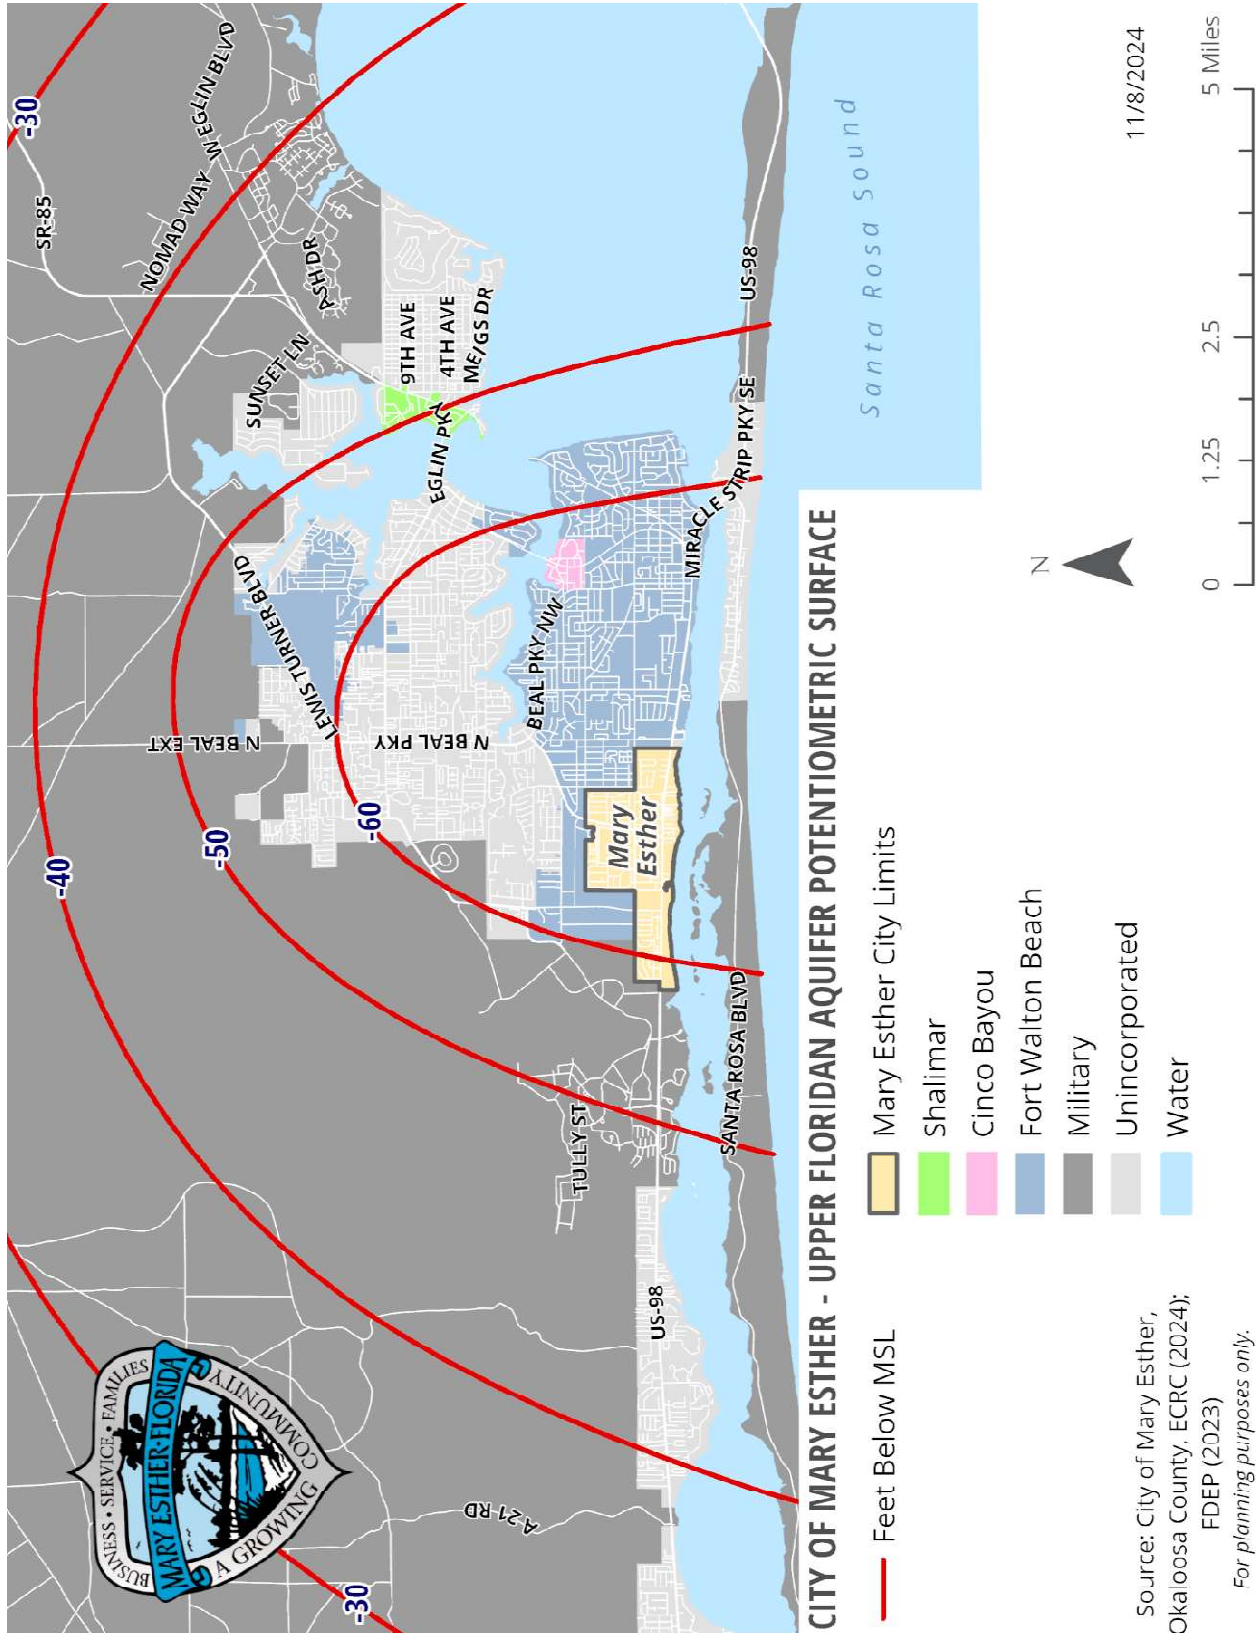 BUSINESS • SERVICE • FAMILIES
MARY ESTHER•FLORIDA
A GROWING COMMUNITY
-30
-30
-40
-50
-60
A 21 RD
US-98
TULLY ST
SANTA ROSA BLVD
Mary
Esther
N BEAL EXT
N BEAL PKY
LEWIS TURNER BLVD
BEAL PKY NW
MIRACLE STRIP PKY SE
EGLIN PKY
SUNSET LN
9TH AVE
4TH AVE
MEIGS DR
ASH DR
NOMAD WAY
W EGLIN BLVD
SR-85
US-98
Santa Rosa Sound
CITY OF MARY ESTHER - UPPER FLORIDAN AQUIFER POTENTIOMETRIC SURFACE
Feet Below MSL
Mary Esther City Limits
Shalimar
Cinco Bayou
Fort Walton Beach
Military
Unincorporated
Water
N
11/8/2024
0 1.25 2.5 5 Miles
Source: City of Mary Esther,
Okaloosa County, ECRC (2024);
FDEP (2023)
For planning purposes only.